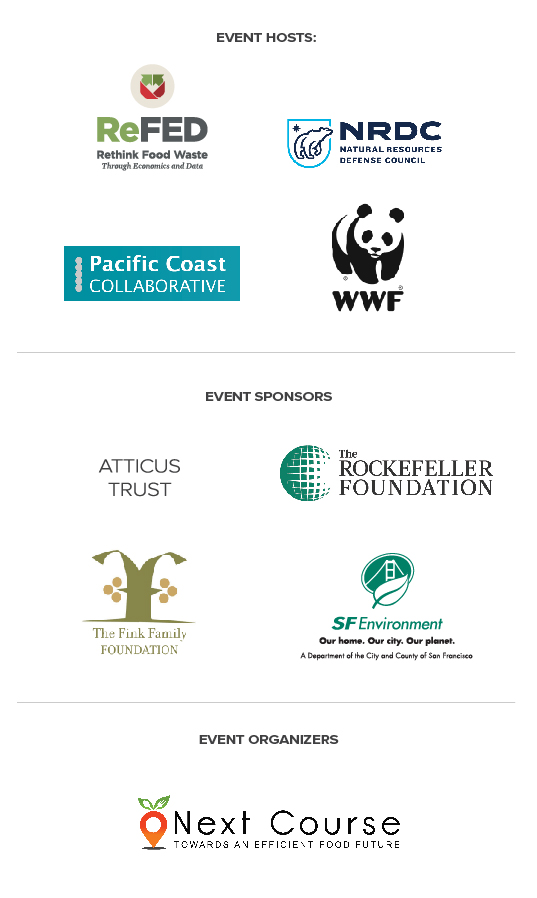 EVENT HOSTS:
ReFED
Rethink Food Waste
Through Economics and Data
NRDC
NATURAL RESOURCES
DEFENSE COUNCIL
Pacific Coast
COLLABORATIVE
®
WWF
®
EVENT SPONSORS
ATTICUS
TRUST
The
ROCKEFELLER
FOUNDATION
The Fink Family
FOUNDATION
SF Environment
Our home. Our city. Our planet.
A Department of the City and County of San Francisco
EVENT ORGANIZERS
Next Course
TOWARDS AN EFFICIENT FOOD FUTURE